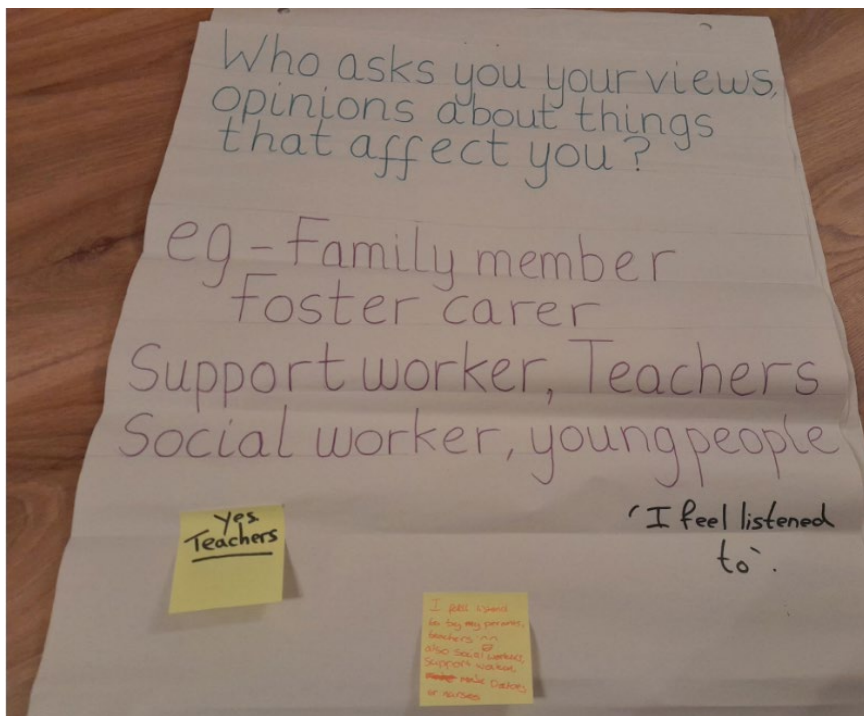 Who asks you your views,
opinions about things
that affect you?
eg - Family member
Foster carer
Support worker, Teachers
Social worker, young people
Yes
Teachers
'I feel listened
to'.
I feel
to by my parents,
teachers
also social workers
support worker
male Doctors
or nurses